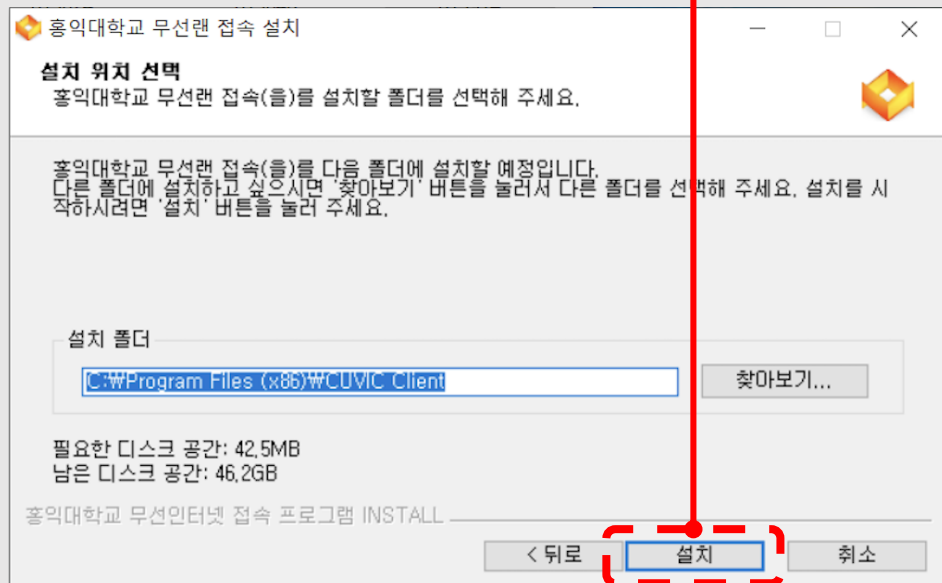 홍익대학교 무선랜 접속 설치
설치 위치 선택
홍익대학교 무선랜 접속(을)를 설치할 폴더를 선택해 주세요.
홍익대학교 무선랜 접속(을)를 다음 폴더에 설치할 예정입니다.
다른 폴더에 설치하고 싶으시면 '찾아보기' 버튼을 눌러서 다른 폴더를 선택해 주세요. 설치를 시
작하시려면 '설치' 버튼을 눌러 주세요.
설치 폴더
C:₩Program Files (x86)₩CUVIC Client
찾아보기...
필요한 디스크 공간: 42.5MB
남은 디스크 공간: 46.2GB
홍익대학교 무선인터넷 접속 프로그램 INSTALL
< 뒤로
설치
취소